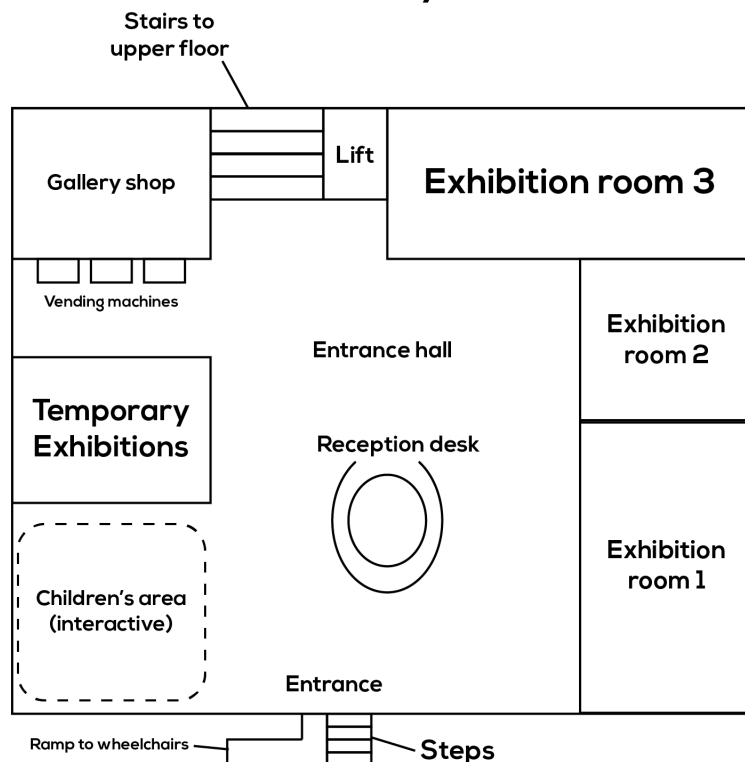 Stairs to
upper floor
Gallery shop
Lift
Exhibition room 3
Vending machines
Entrance hall
Exhibition
room 2
Temporary
Exhibitions
Reception desk
Exhibition
room 1
Children's area
(interactive)
Entrance
Ramp to wheelchairs
Steps